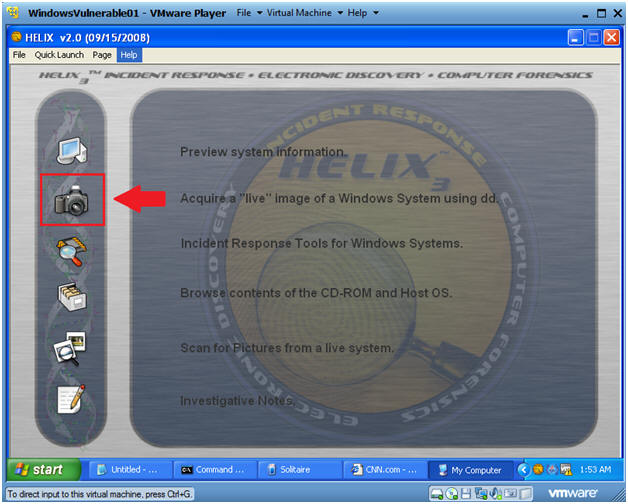 WindowsVulnerable01 - VMware Player File Virtual Machine Help
HELIX v2.0 (09/15/2008)
File Quick Launch Page Help
HELIX3™ INCIDENT RESPONSE • ELECTRONIC DISCOVERY • COMPUTER FORENSICS
INCIDENT RESPONSE
HELIX3™
COMPUTER FORENSICS
ELECTRONIC DISCOVERY
Preview system information.
Acquire a "live" image of a Windows System using dd.
Incident Response Tools for Windows Systems.
Browse contents of the CD-ROM and Host OS.
Scan for Pictures from a live system.
Investigative Notes.
start Untitled - ... Command ... Solitaire CNN.com - ... My Computer 1:53 AM
To direct input to this virtual machine, press Ctrl+G. vmware